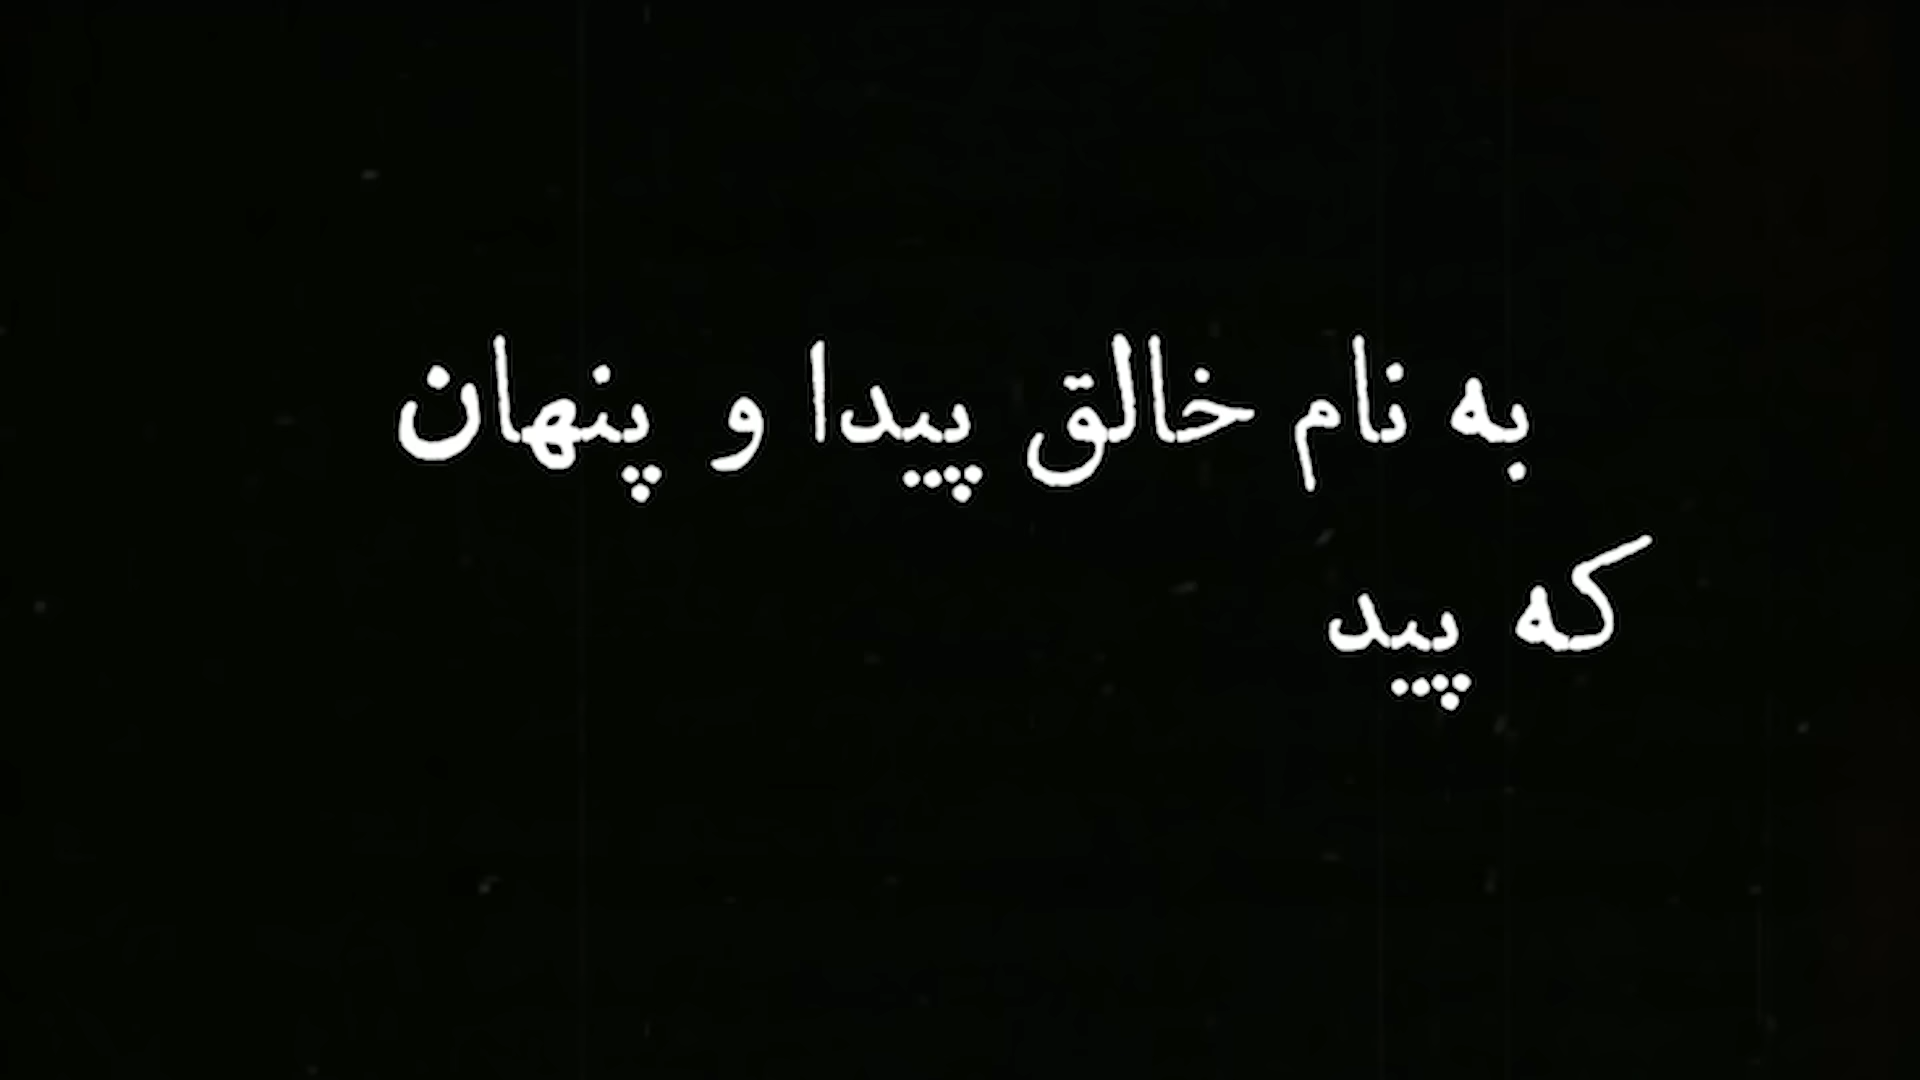 به نام خالق پیدا و پنهان
که پید